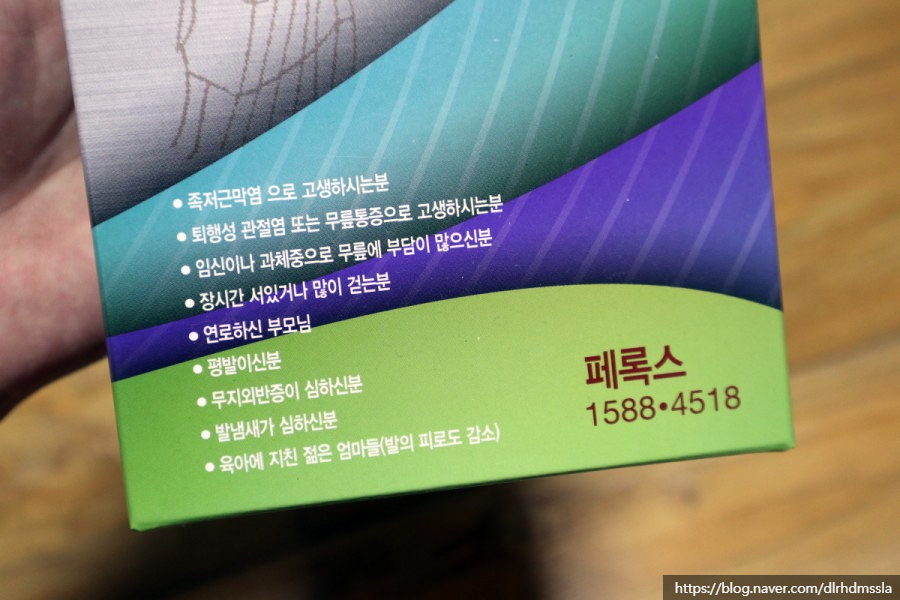 • 족저근막염 으로 고생하시는분
• 퇴행성 관절염 또는 무릎통증으로 고생하시는분
• 임신이나 과체중으로 무릎에 부담이 많으신분
• 장시간 서있거나 많이 걷는분
• 연로하신 부모님
• 평발이신분
• 무지외반증이 심하신분
• 발냄새가 심하신분
• 육아에 지친 젊은 엄마들(발의 피로도 감소)
페록스
1588•4518
https://blog.naver.com/dlrhdmssla